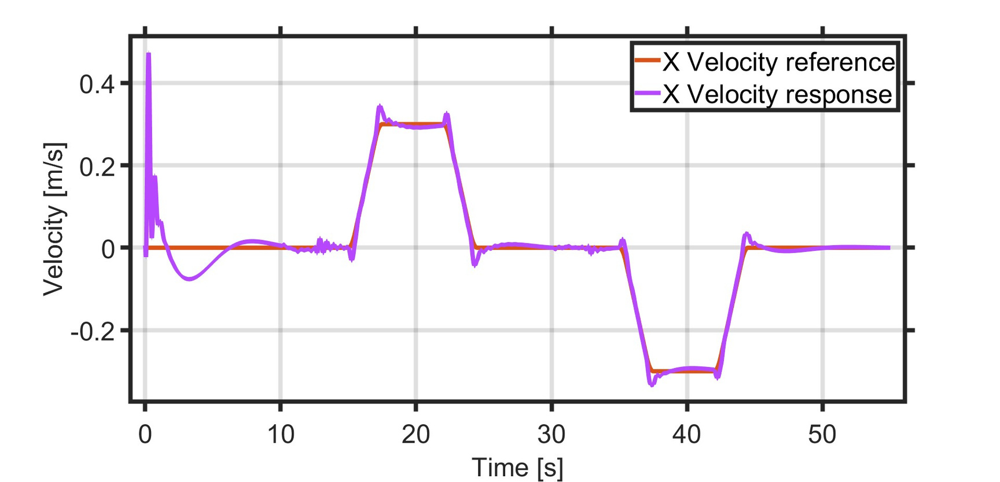 X Velocity reference
X Velocity response
0.4
0.2
0
-0.2
Velocity [m/s]
0 10 20 30 40 50
Time [s]